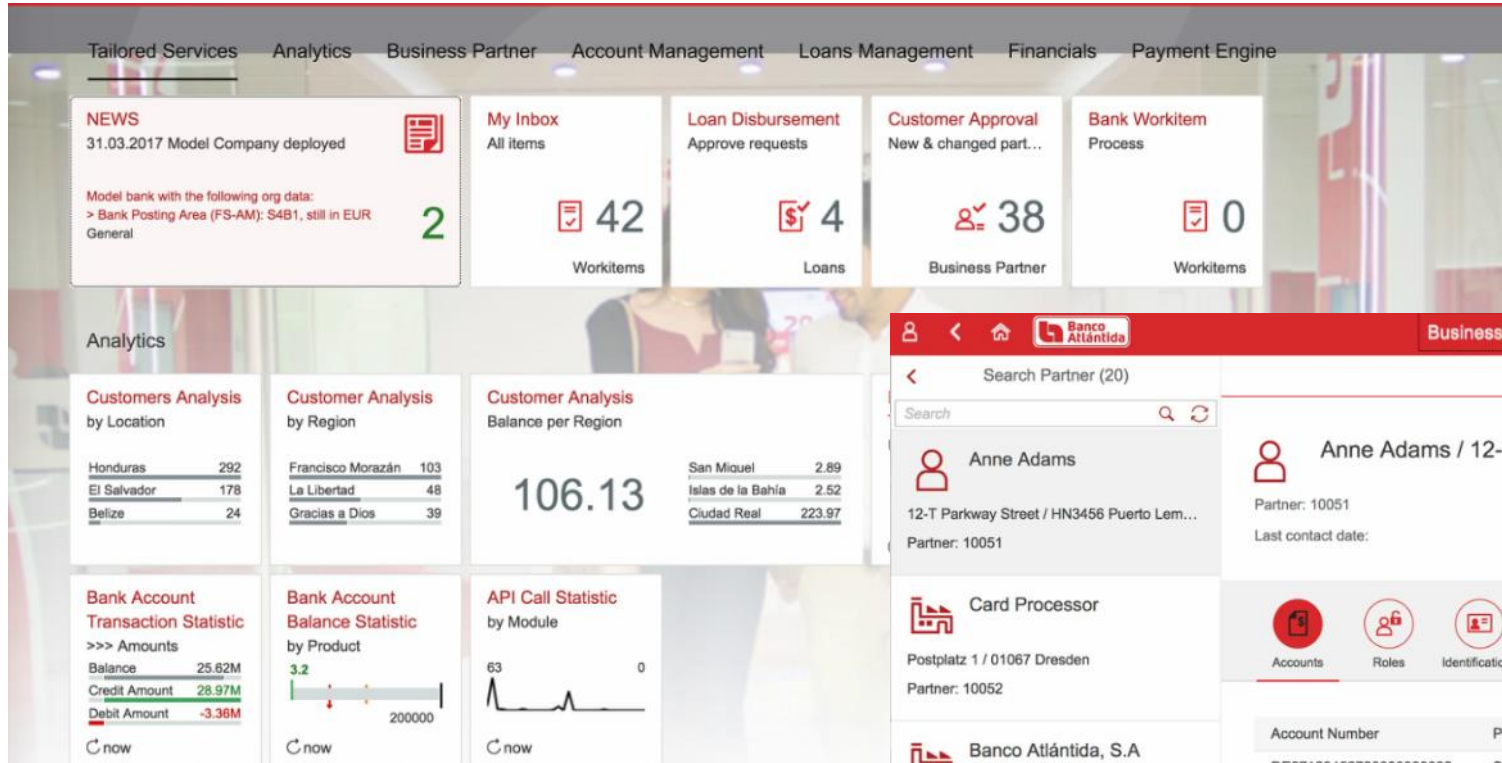 Tailored Services Analytics Business Partner Account Management Loans Management Financials Payment Engine
NEWS
31.03.2017 Model Company deployed
Model bank with the following org data:
> Bank Posting Area (FS-AM): S4B1, still in EUR
General
2
My Inbox
All items
42
Workitems
Loan Disbursement
Approve requests
4
Loans
Customer Approval
New & changed part...
38
Business Partner
Bank Workitem
Process
0
Workitems
Analytics
Customers Analysis
by Location
Honduras 292
El Salvador 178
Belize 24
Customer Analysis
by Region
Francisco Morazán 103
La Libertad 48
Gracias a Dios 39
Customer Analysis
Balance per Region
106.13
San Miguel 2.89
Islas de la Bahía 2.52
Ciudad Real 223.97
Bank Account
Transaction Statistic
>>> Amounts
Balance 25.62M
Credit Amount 28.97M
Debit Amount -3.36M
now
Bank Account
Balance Statistic
by Product
3.2
200000
now
API Call Statistic
by Module
63 0
now
Banco
Atlántida
Business
Search Partner (20)
Search
Anne Adams
12-T Parkway Street / HN3456 Puerto Lem...
Partner: 10051
Card Processor
Postplatz 1 / 01067 Dresden
Partner: 10052
Banco Atlántida, S.A
Anne Adams / 12-
Partner: 10051
Last contact date:
Accounts Roles Identificatio
Account Number P